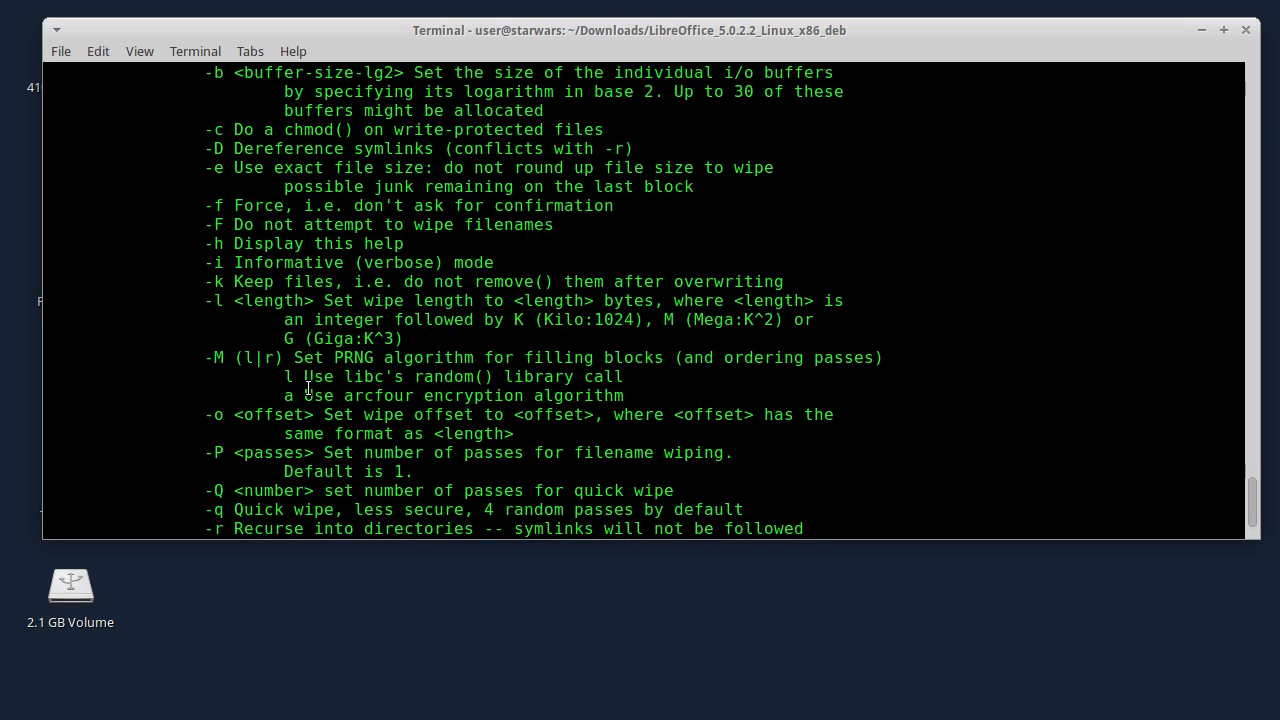 Terminal - user@starwars: ~/Downloads/LibreOffice_5.0.2.2_Linux_x86_deb
File Edit View Terminal Tabs Help
-b <buffer-size-lg2> Set the size of the individual i/o buffers
by specifying its logarithm in base 2. Up to 30 of these
buffers might be allocated
-c Do a chmod() on write-protected files
-D Dereference symlinks (conflicts with -r)
-e Use exact file size: do not round up file size to wipe
possible junk remaining on the last block
-f Force, i.e. don't ask for confirmation
-F Do not attempt to wipe filenames
-h Display this help
-i Informative (verbose) mode
-k Keep files, i.e. do not remove() them after overwriting
-l <length> Set wipe length to <length> bytes, where <length> is
an integer followed by K (Kilo:1024), M (Mega:K^2) or
G (Giga:K^3)
-M (l|r) Set PRNG algorithm for filling blocks (and ordering passes)
l Use libc's random() library call
a Use arcfour encryption algorithm
-o <offset> Set wipe offset to <offset>, where <offset> has the
same format as <length>
-P <passes> Set number of passes for filename wiping.
Default is 1.
-Q <number> set number of passes for quick wipe
-q Quick wipe, less secure, 4 random passes by default
-r Recurse into directories -- symlinks will not be followed
2.1 GB Volume